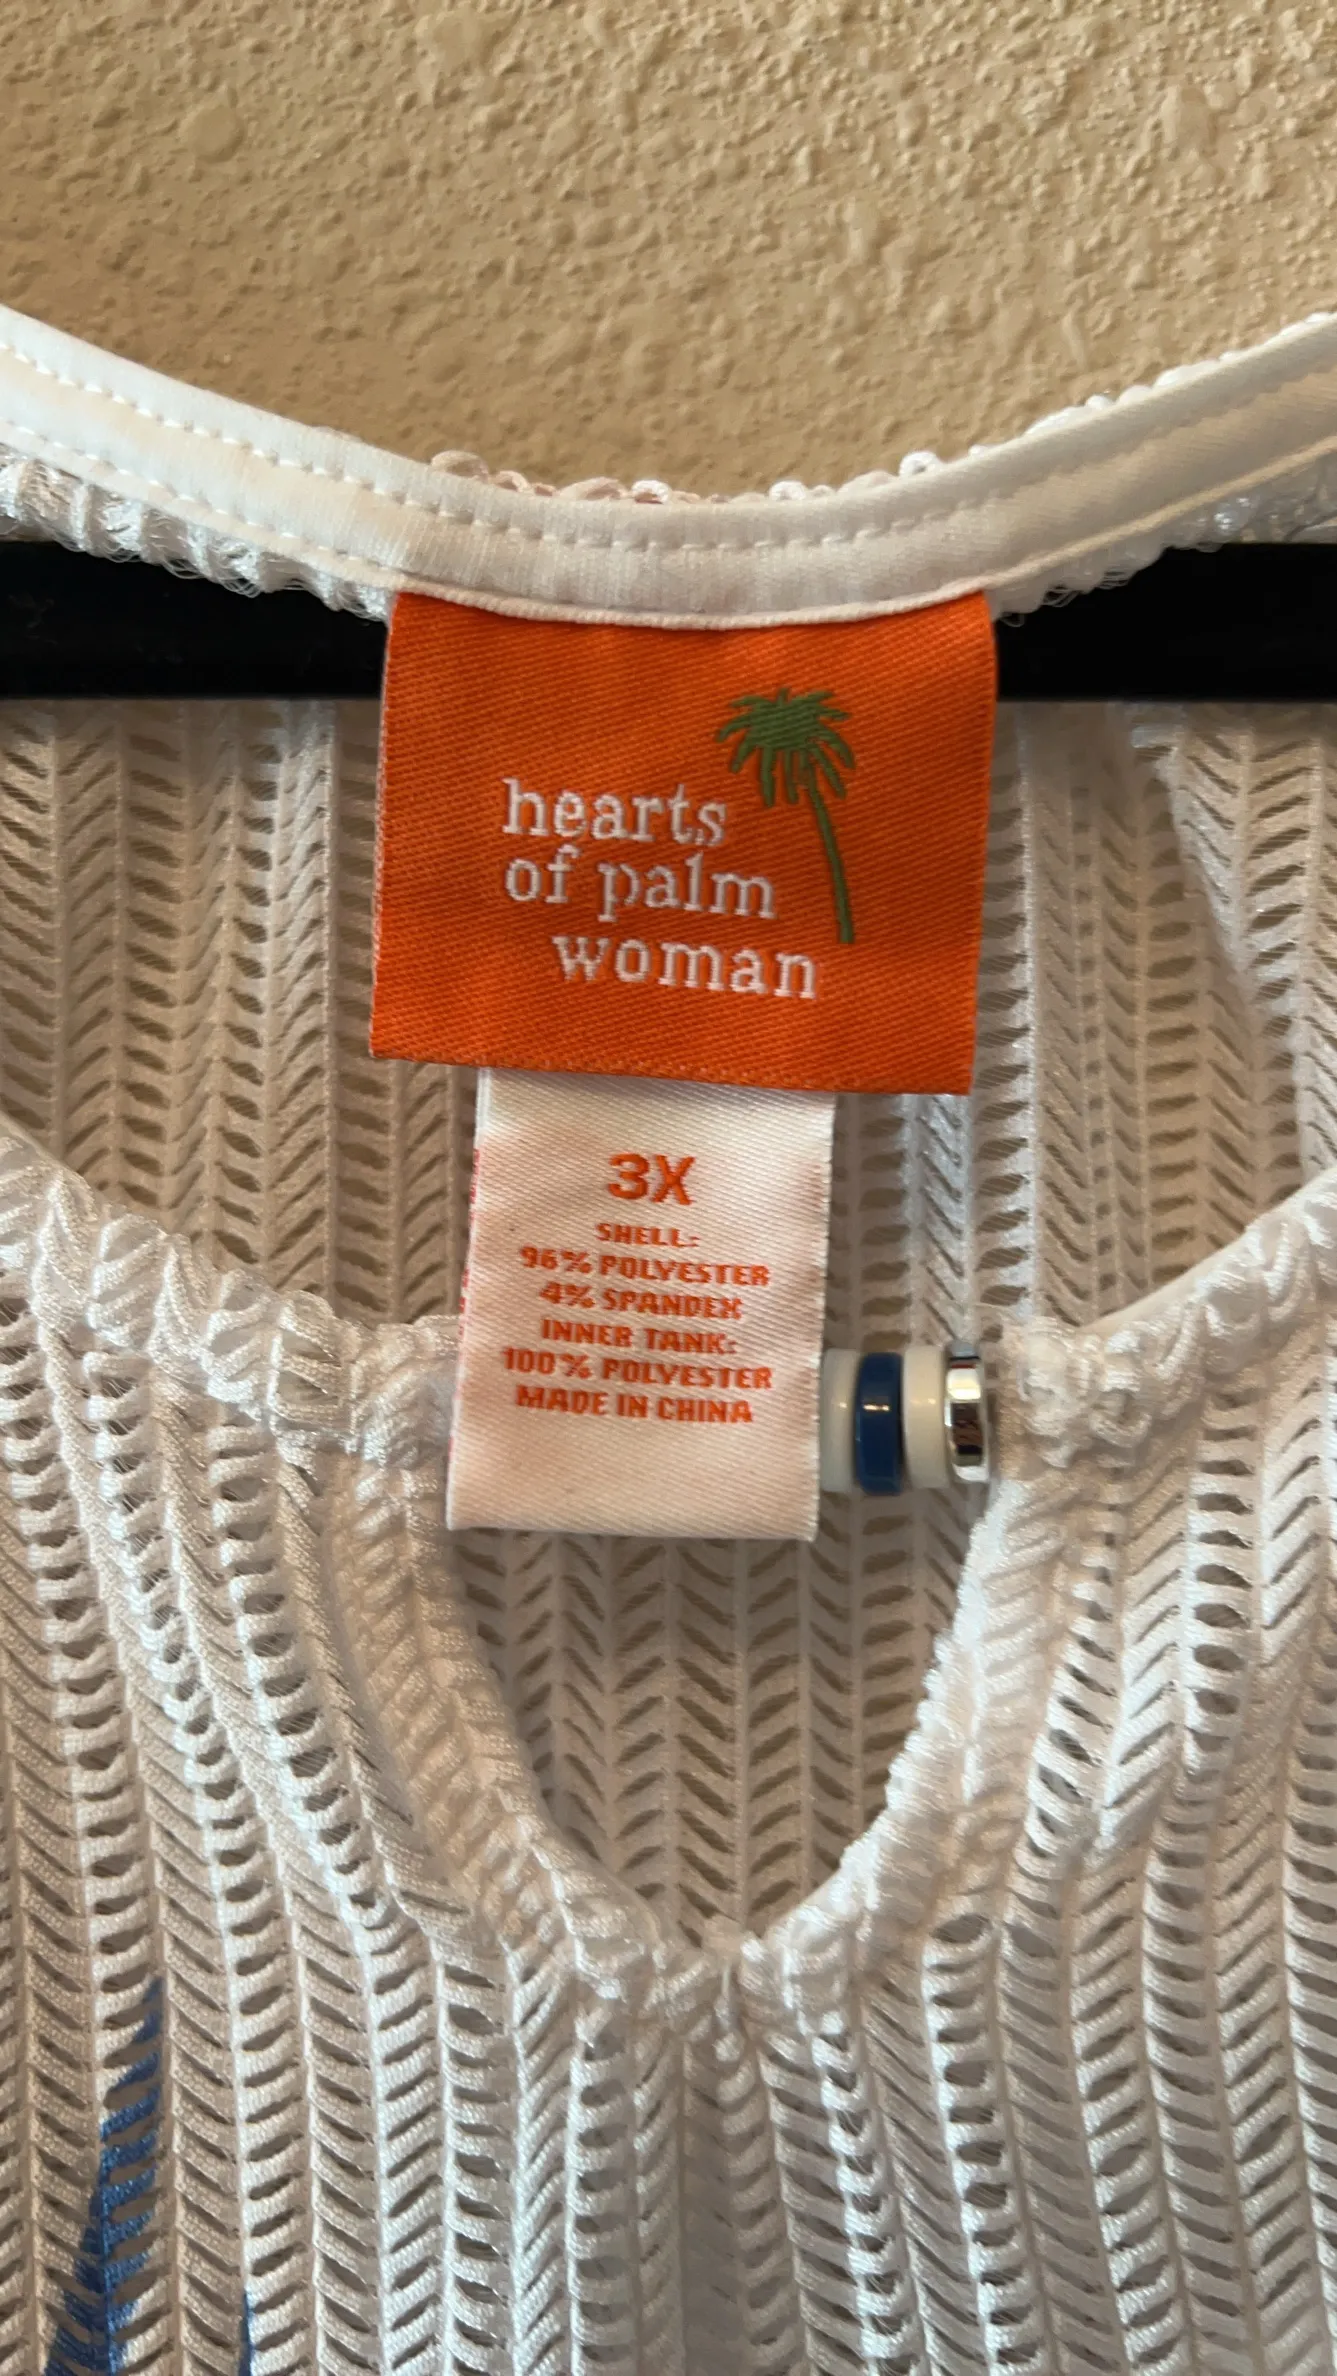 hearts
of palm
woman
3X
SHELL:
96% POLYESTER
4% SPANDEX
INNER TANK:
100% POLYESTER
MADE IN CHINA